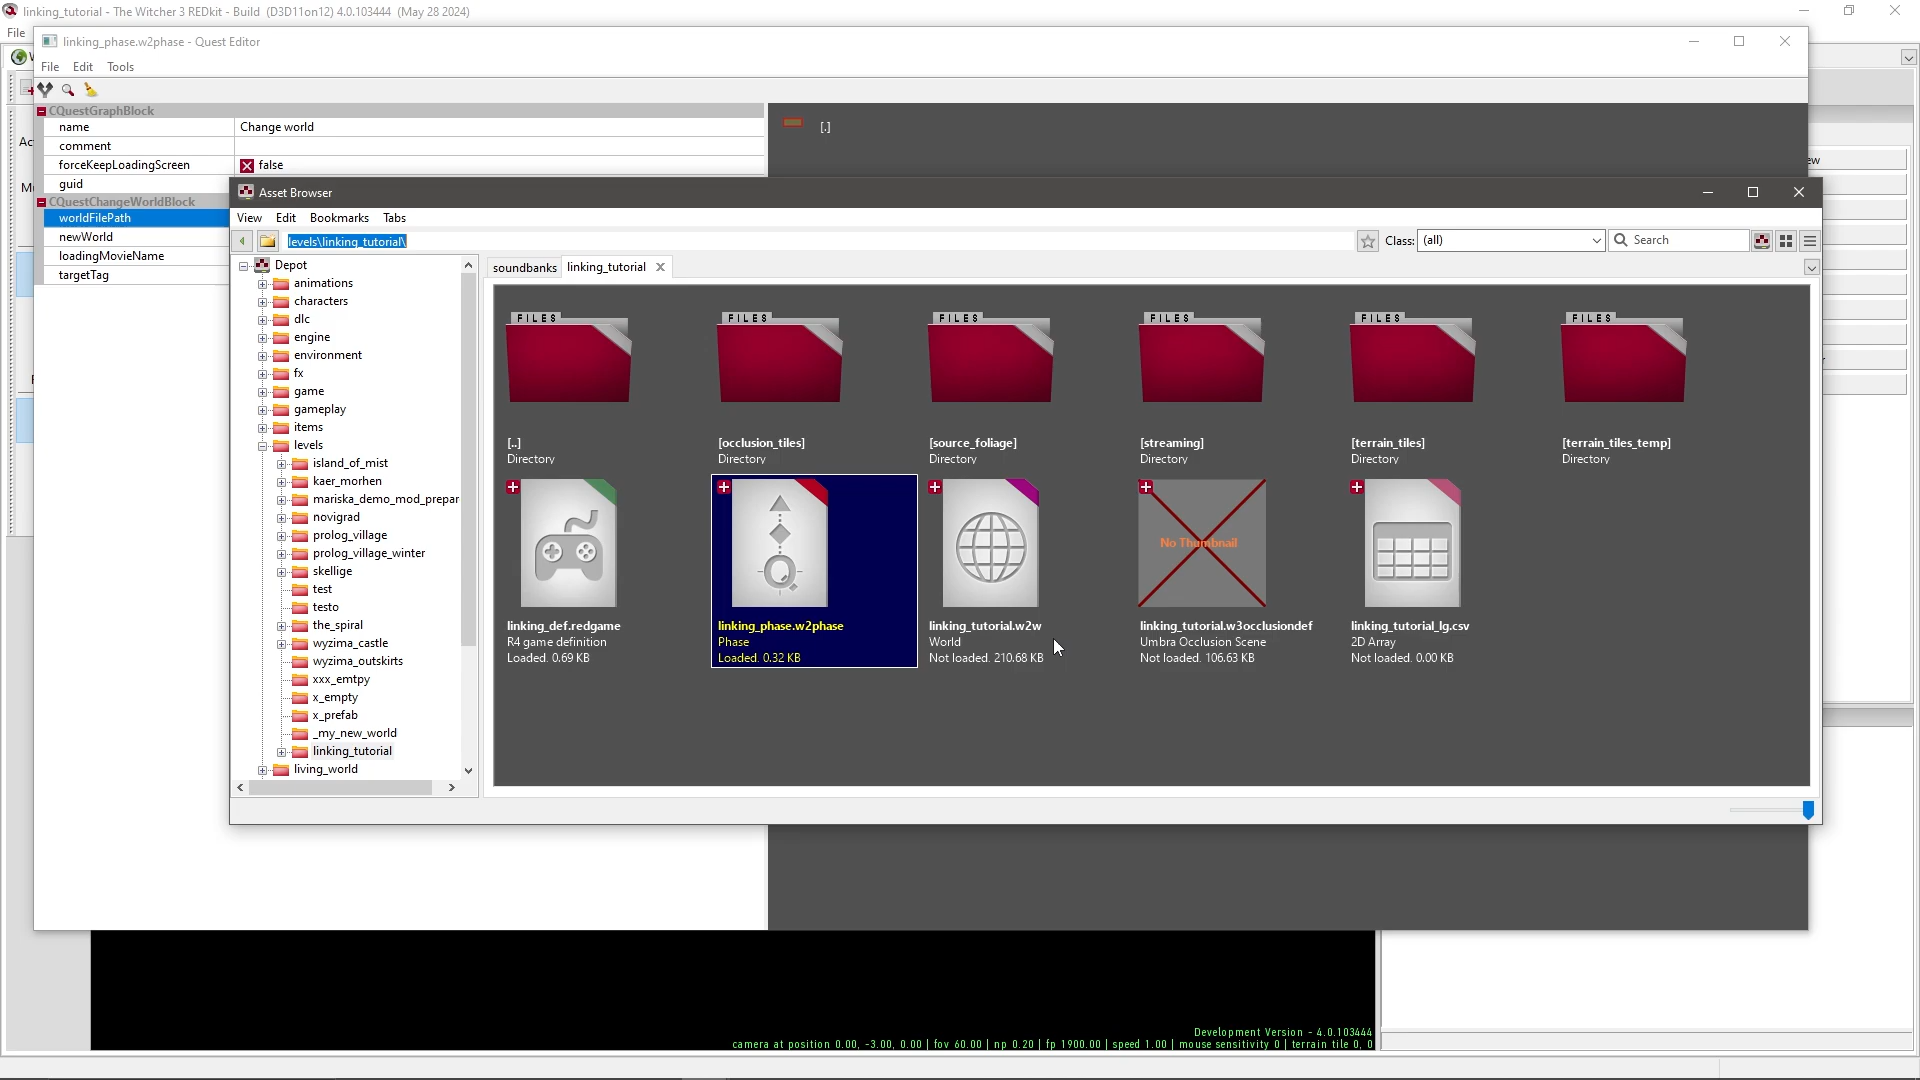 linking_tutorial - The Witcher 3 REDkit - Build (D3D11on12) 4.0.103444 (May 28 2024)
File
linking_phase.w2phase - Quest Editor
File Edit Tools
CQuestGraphBlock
name Change world
comment
forceKeepLoadingScreen false
guid
CQuestChangeWorldBlock
worldFilePath
newWorld
loadingMovieName
targetTag
[.]
Asset Browser
View Edit Bookmarks Tabs
levels\linking_tutorial\
Class: (all)
Search
Depot
animations
characters
dlc
engine
environment
fx
game
gameplay
items
levels
island_of_mist
kaer_morhen
mariska_demo_mod_prepar
novigrad
prolog_village
prolog_village_winter
skellige
test
testo
the_spiral
wyzima_castle
wyzima_outskirts
xxx_emtpy
x_empty
x_prefab
_my_new_world
linking_tutorial
living_world
soundbanks linking_tutorial
FILES FILES FILES FILES FILES FILES
[..] [occlusion_tiles] [source_foliage] [streaming] [terrain_tiles] [terrain_tiles_temp]
Directory Directory Directory Directory Directory Directory
No Thumbnail
linking_def.redgame linking_phase.w2phase linking_tutorial.w2w linking_tutorial.w3occlusiondef linking_tutorial_lg.csv
R4 game definition Phase World Umbra Occlusion Scene 2D Array
Loaded. 0.69 KB Loaded. 0.32 KB Not loaded. 210.68 KB Not loaded. 106.63 KB Not loaded. 0.00 KB
Development Version - 4.0.103444
camera at position 0.00, -3.00, 0.00 | fov 60.00 | np 0.20 | fp 1900.00 | speed 1.00 | mouse sensitivity 0 | terrain tile 0, 0